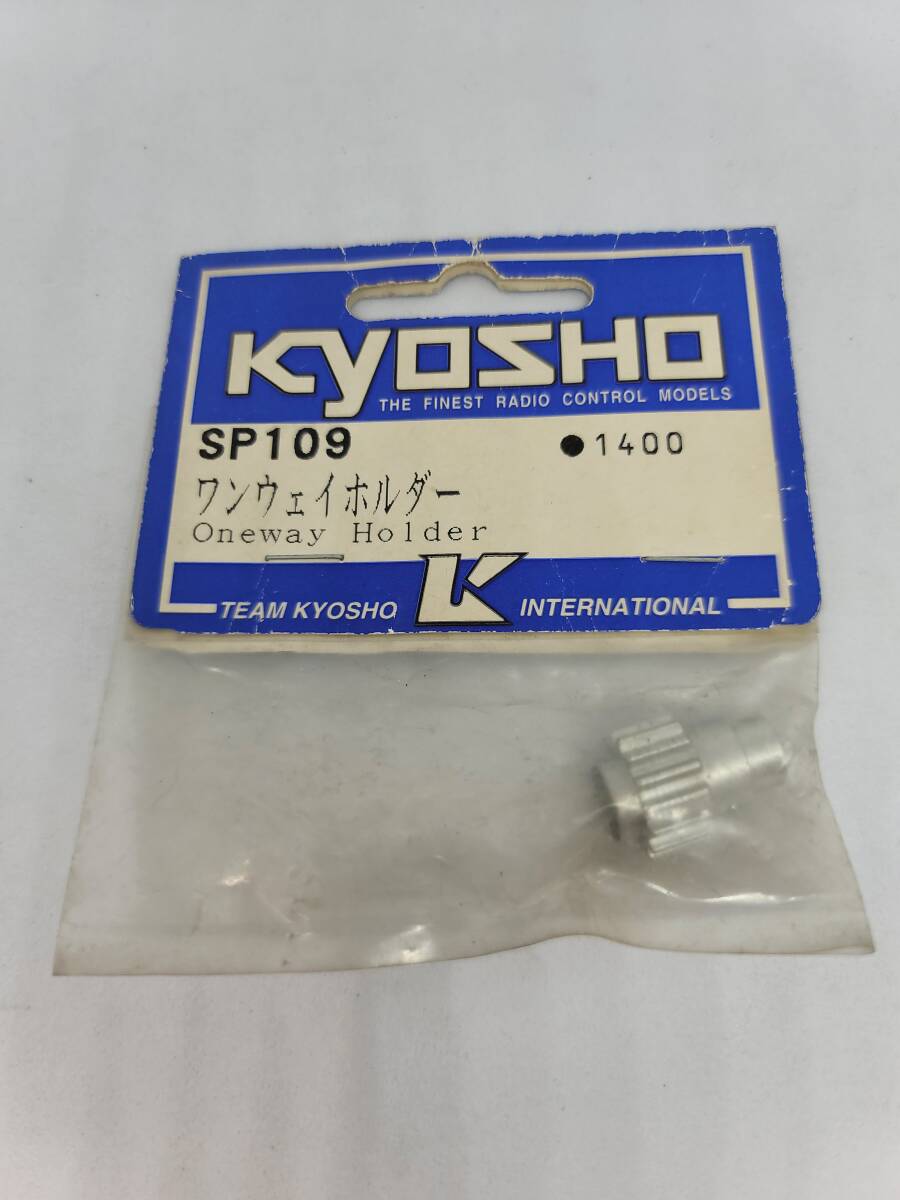 KYOSHO
THE FINEST RADIO CONTROL MODELS
SP109 ●1400
ワンウェイホルダー
Oneway Holder
TEAM KYOSHO K INTERNATIONAL